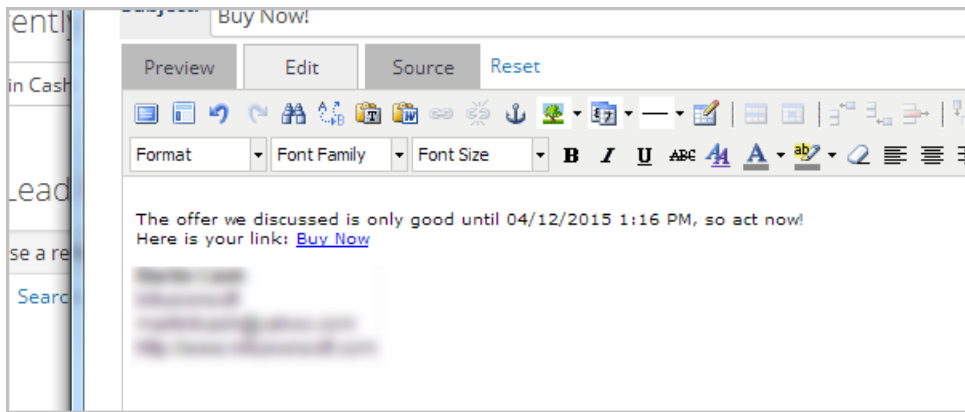 ently
Subject
Buy Now!
Preview Edit Source Reset
in Cash
Format Font Family Font Size B I U ABC
Lead
The offer we discussed is only good until 04/12/2015 1:16 PM, so act now!
Here is your link: Buy Now
se a re
Searc